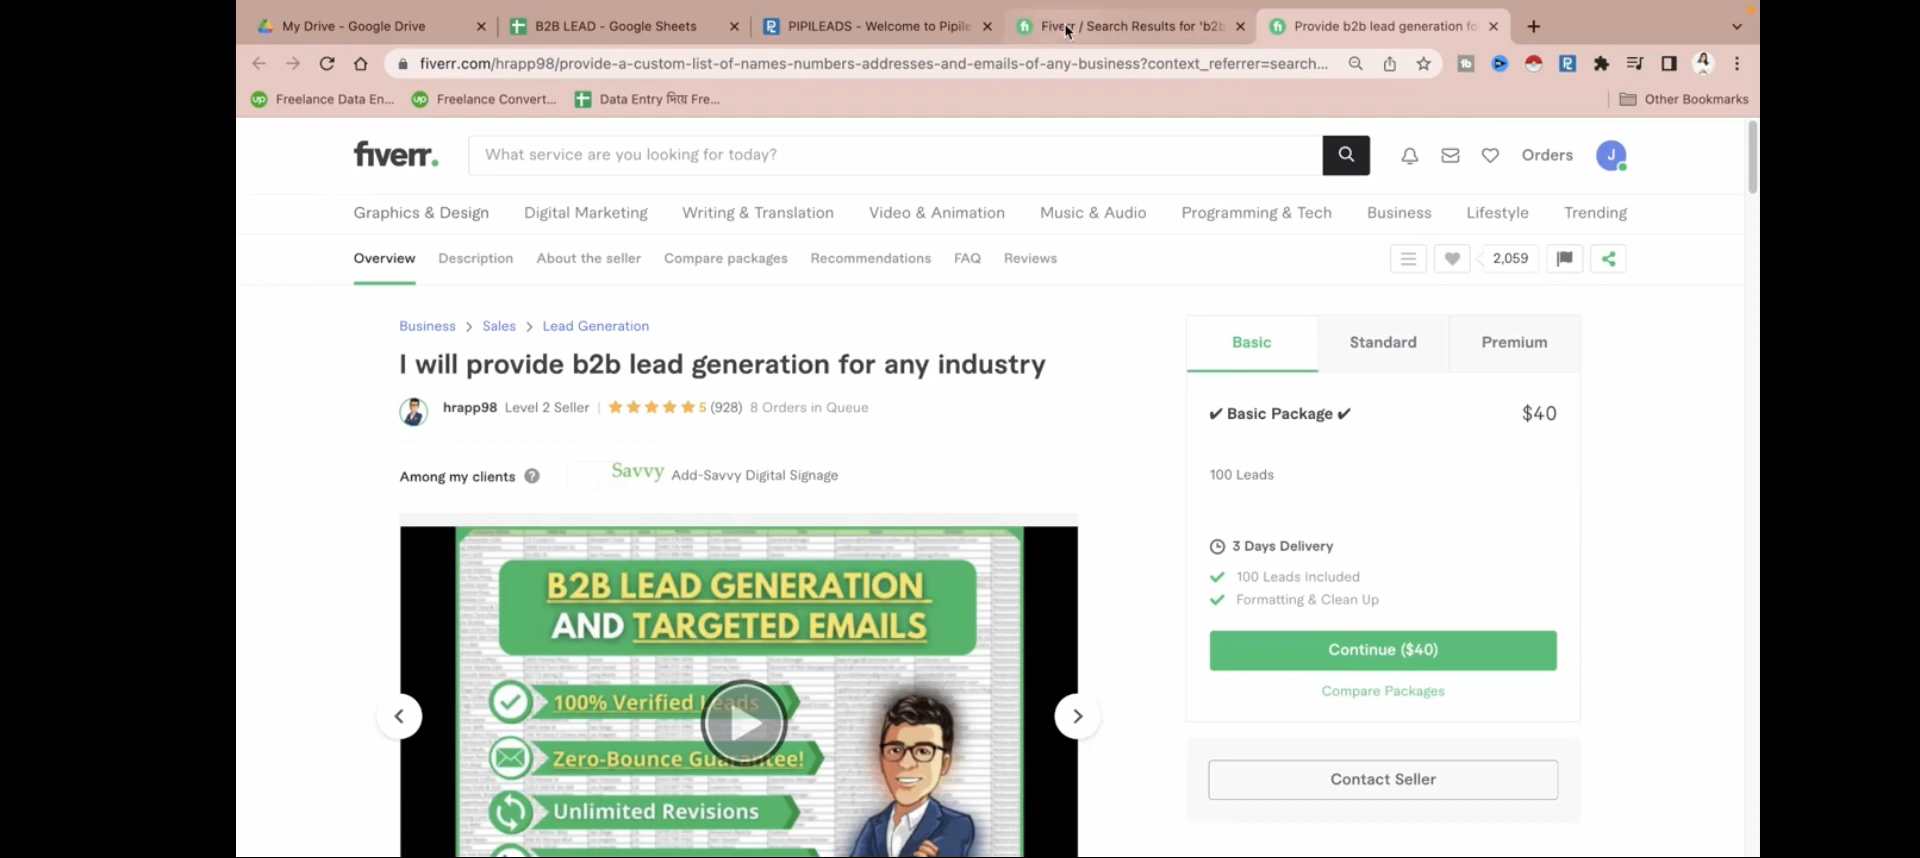 My Drive - Google Drive
B2B LEAD - Google Sheets
PIPILEADS - Welcome to Pipile
Fiverr / Search Results for 'b2b
Provide b2b lead generation fo
fiverr.com/hrapp98/provide-a-custom-list-of-names-numbers-addresses-and-emails-of-any-business?context_referrer=search...
Freelance Data En...
Freelance Convert...
Data Entry দিয়ে Fre...
Other Bookmarks
fiverr.
What service are you looking for today?
Orders
J
Graphics & Design
Digital Marketing
Writing & Translation
Video & Animation
Music & Audio
Programming & Tech
Business
Lifestyle
Trending
Overview
Description
About the seller
Compare packages
Recommendations
FAQ
Reviews
2,059
Business > Sales > Lead Generation
I will provide b2b lead generation for any industry
hrapp98 Level 2 Seller | 5 (928) 8 Orders in Queue
Among my clients
Savvy Add-Savvy Digital Signage
B2B LEAD GENERATION
AND TARGETED EMAILS
100% Verified Leads
Zero-Bounce Guarantee!
Unlimited Revisions
Basic
Standard
Premium
✔ Basic Package ✔ $40
100 Leads
3 Days Delivery
100 Leads Included
Formatting & Clean Up
Continue ($40)
Compare Packages
Contact Seller